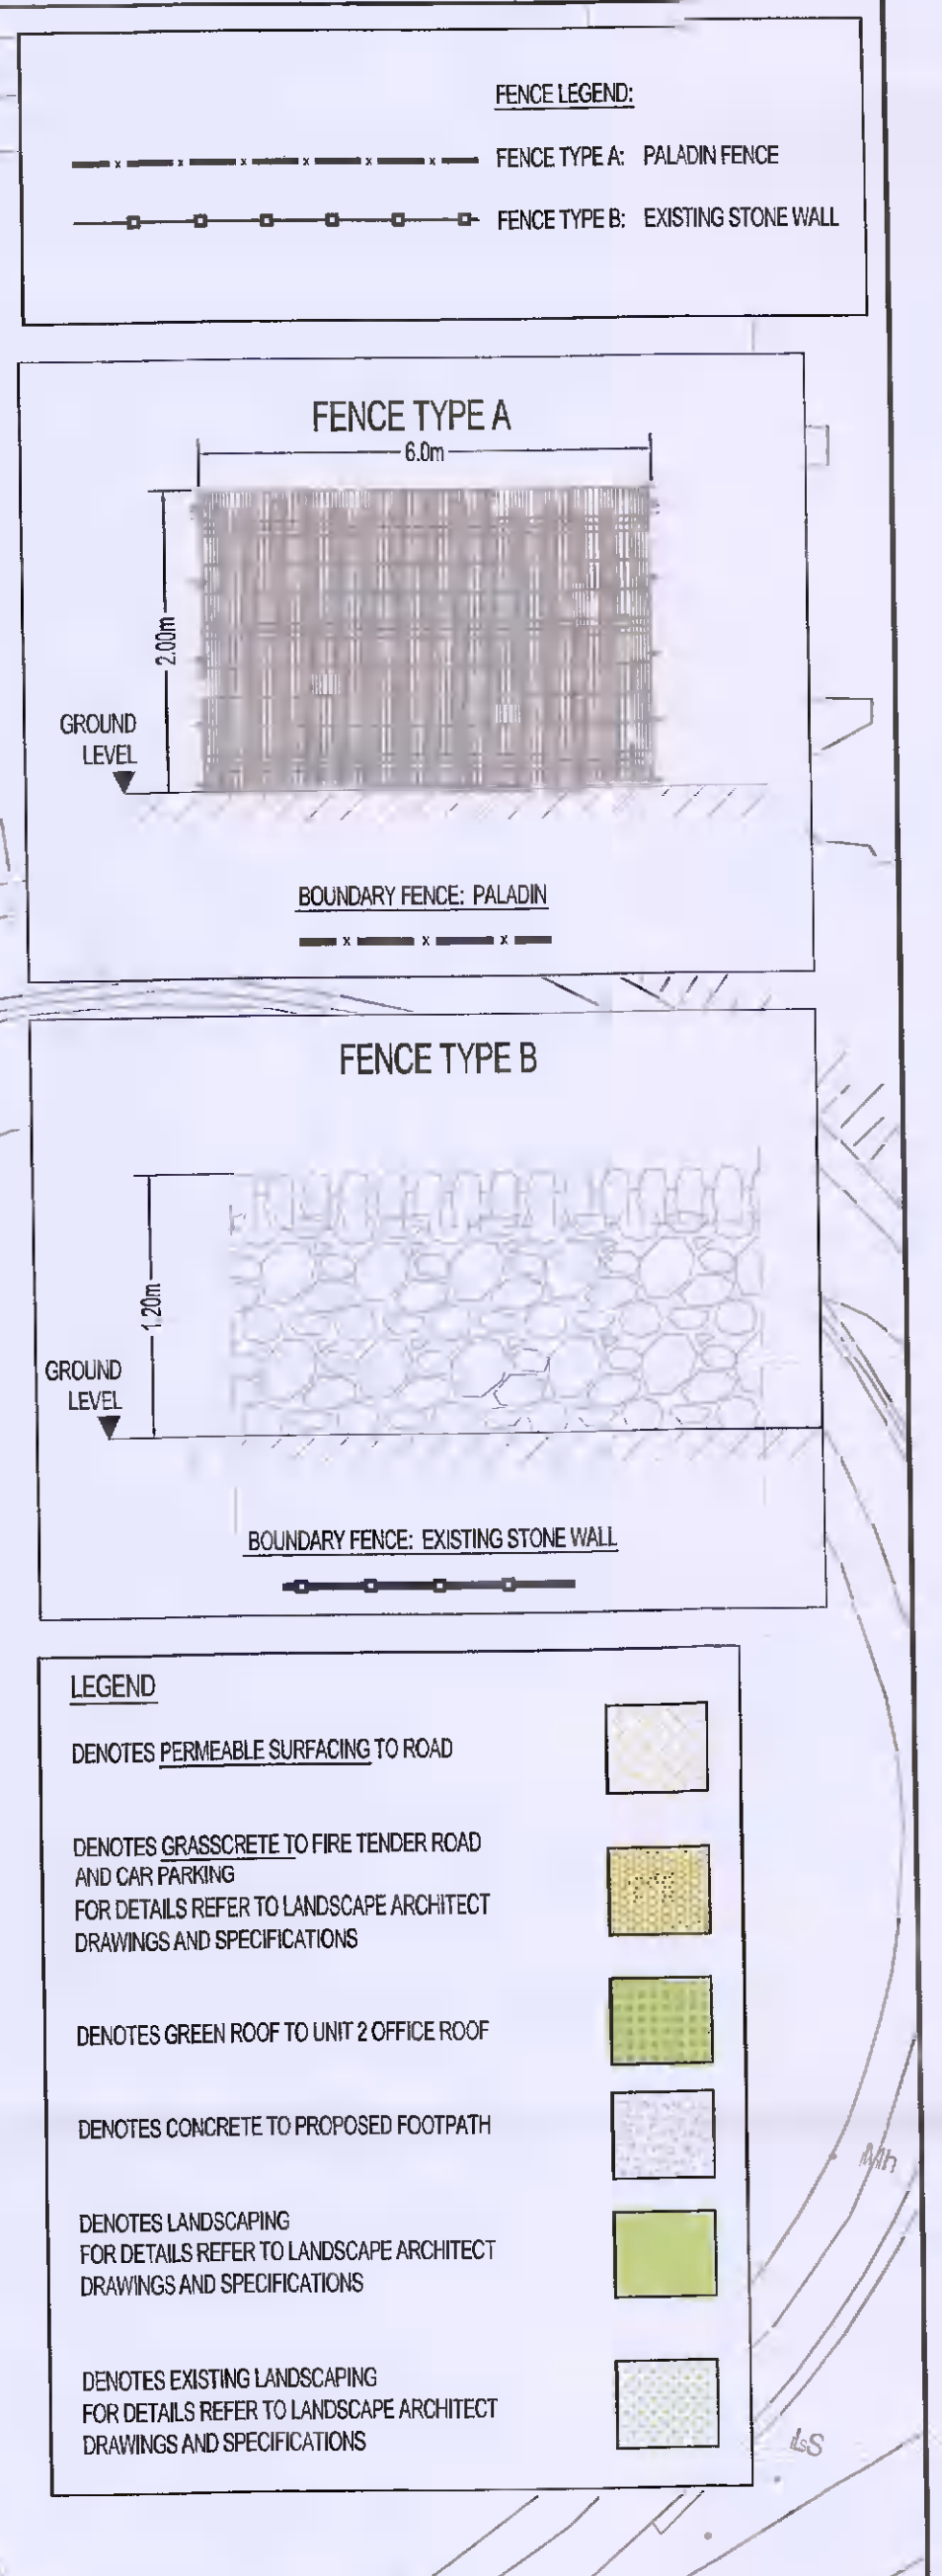 FENCE LEGEND:
x x x x x x FENCE TYPE A: PALADIN FENCE
FENCE TYPE B: EXISTING STONE WALL
FENCE TYPE A
6.0m
2.00m
GROUND
LEVEL
BOUNDARY FENCE: PALADIN
x x x
FENCE TYPE B
1.20m
GROUND
LEVEL
BOUNDARY FENCE: EXISTING STONE WALL
LEGEND
DENOTES PERMEABLE SURFACING TO ROAD
DENOTES GRASSCRETE TO FIRE TENDER ROAD
AND CAR PARKING
FOR DETAILS REFER TO LANDSCAPE ARCHITECT
DRAWINGS AND SPECIFICATIONS
DENOTES GREEN ROOF TO UNIT 2 OFFICE ROOF
DENOTES CONCRETE TO PROPOSED FOOTPATH
DENOTES LANDSCAPING
FOR DETAILS REFER TO LANDSCAPE ARCHITECT
DRAWINGS AND SPECIFICATIONS
DENOTES EXISTING LANDSCAPING
FOR DETAILS REFER TO LANDSCAPE ARCHITECT
DRAWINGS AND SPECIFICATIONS
Mh